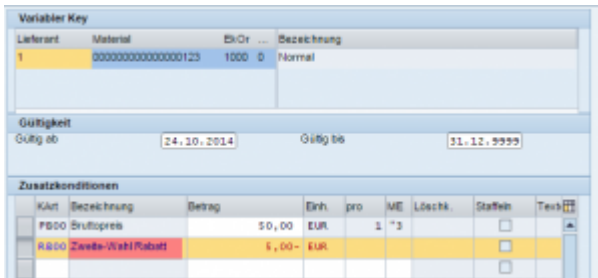 Variabler Key
Lieferant Material EkOr ... Bezeichnung
1 000000000000000123 1000 0 Normal
Gültigkeit
Gültig ab 24.10.2014 Gültig bis 31.12.9999
Zusatzkonditionen
KArt Bezeichnung Betrag Einh. pro ME Löschk. Staffeln
PB00 Bruttopreis 50,00 EUR 1
RB00 Zweite-Wahl Rabatt 5,00- EUR